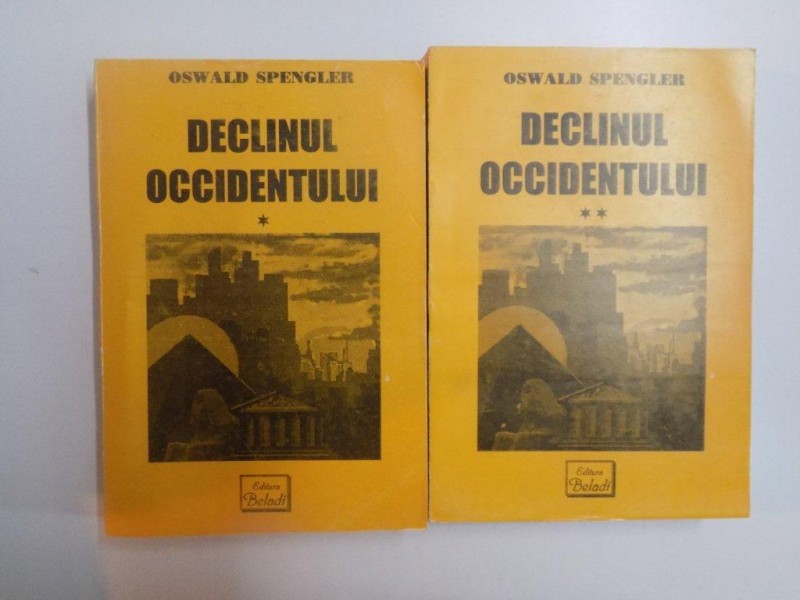 OSWALD SPENGLER
DECLINUL
OCCIDENTULUI
*
Editura
Beladi
OSWALD SPENGLER
DECLINUL
OCCIDENTULUI
**
Editura
Beladi